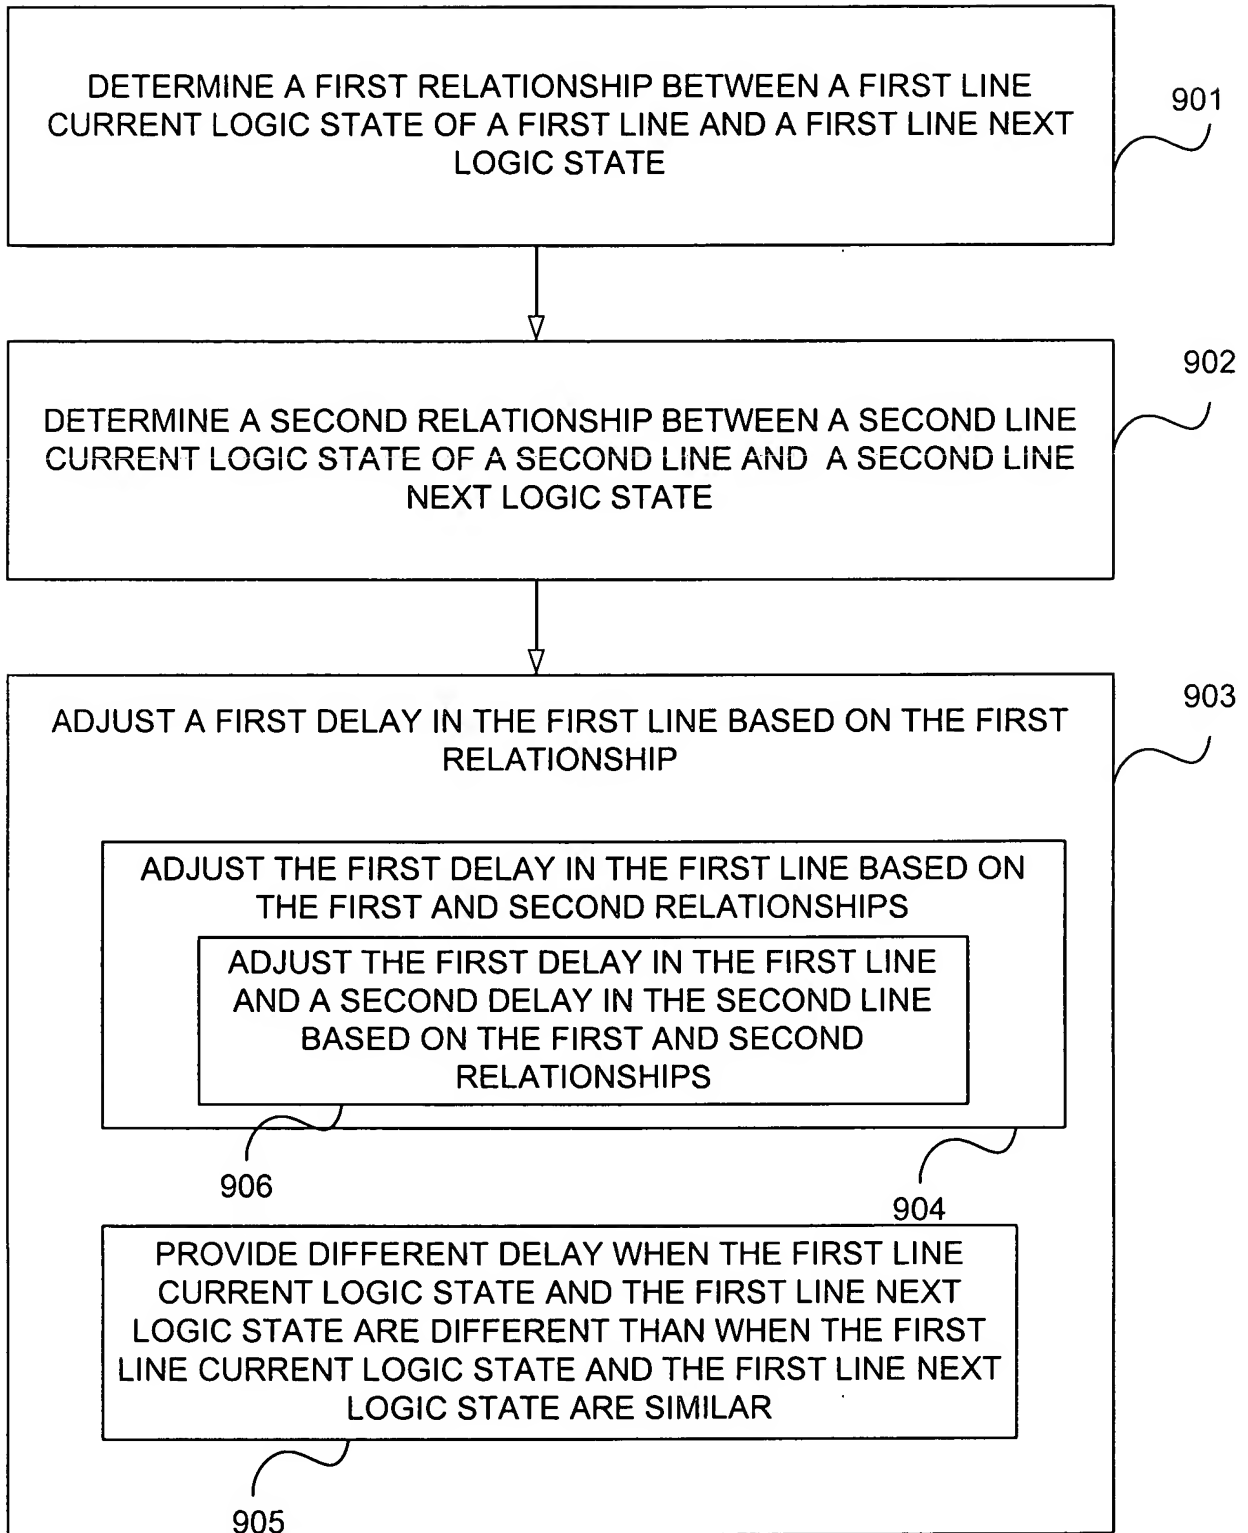 DETERMINE A FIRST RELATIONSHIP BETWEEN A FIRST LINE
CURRENT LOGIC STATE OF A FIRST LINE AND A FIRST LINE NEXT
LOGIC STATE
901
DETERMINE A SECOND RELATIONSHIP BETWEEN A SECOND LINE
CURRENT LOGIC STATE OF A SECOND LINE AND A SECOND LINE
NEXT LOGIC STATE
902
ADJUST A FIRST DELAY IN THE FIRST LINE BASED ON THE FIRST
RELATIONSHIP
903
ADJUST THE FIRST DELAY IN THE FIRST LINE BASED ON
THE FIRST AND SECOND RELATIONSHIPS
ADJUST THE FIRST DELAY IN THE FIRST LINE
AND A SECOND DELAY IN THE SECOND LINE
BASED ON THE FIRST AND SECOND
RELATIONSHIPS
906
904
PROVIDE DIFFERENT DELAY WHEN THE FIRST LINE
CURRENT LOGIC STATE AND THE FIRST LINE NEXT
LOGIC STATE ARE DIFFERENT THAN WHEN THE FIRST
LINE CURRENT LOGIC STATE AND THE FIRST LINE NEXT
LOGIC STATE ARE SIMILAR
905